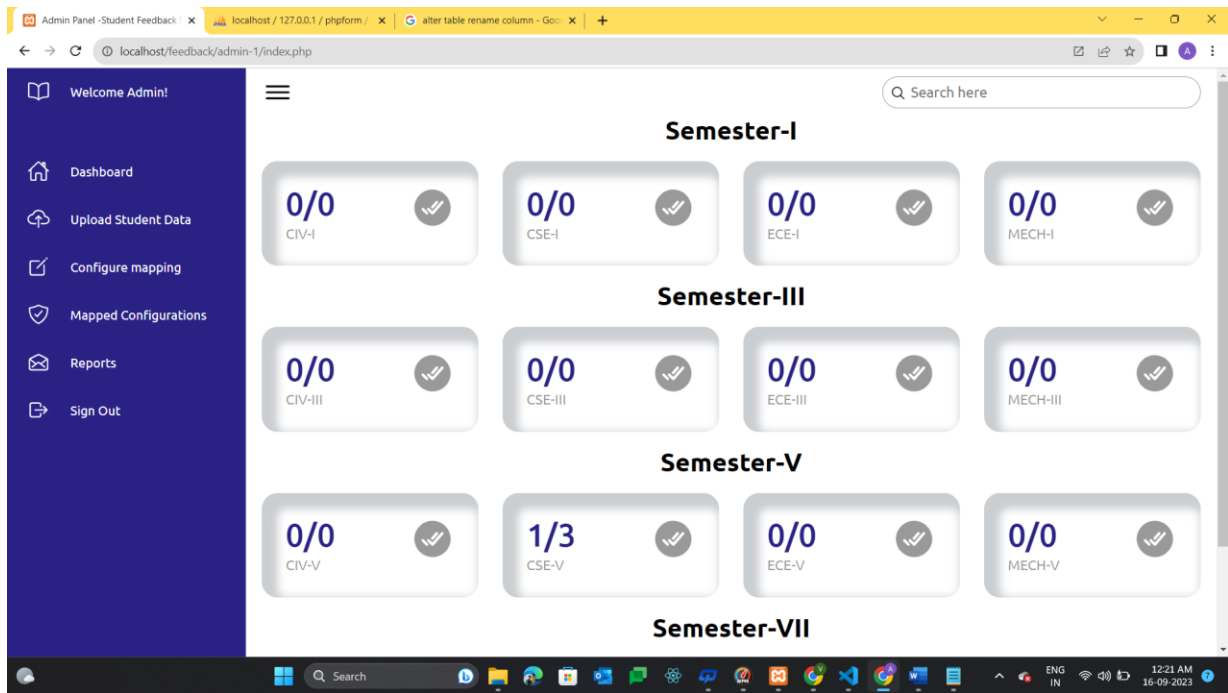 Admin Panel -Student Feedback
localhost / 127.0.0.1 / phpform /
alter table rename column - Goo
localhost/feedback/admin-1/index.php
A
Welcome Admin!
Search here
Dashboard
Upload Student Data
Configure mapping
Mapped Configurations
Reports
Sign Out
Semester-I
0/0 0/0 0/0 0/0
CIV-I CSE-I ECE-I MECH-I
Semester-III
0/0 0/0 0/0 0/0
CIV-III CSE-III ECE-III MECH-III
Semester-V
0/0 1/3 0/0 0/0
CIV-V CSE-V ECE-V MECH-V
Semester-VII
Search
ENG
IN
12:21 AM
16-09-2023